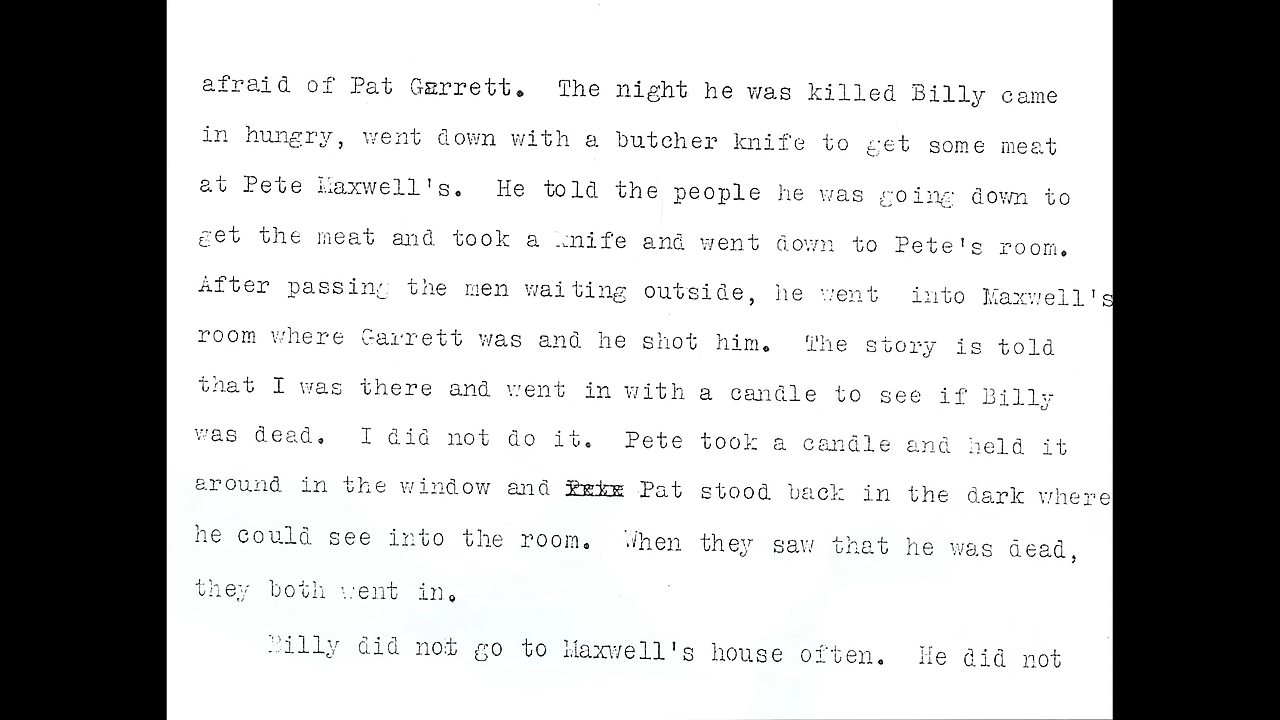 afraid of Pat Garrett. The night he was killed Billy came
in hungry, went down with a butcher knife to get some meat
at Pete Maxwell's. He told the people he was going down to
get the meat and took a knife and went down to Pete's room.
After passing the men waiting outside, he went into Maxwell's
room where Garrett was and he shot him. The story is told
that I was there and went in with a candle to see if Billy
was dead. I did not do it. Pete took a candle and held it
around in the window and Pat stood back in the dark where
he could see into the room. When they saw that he was dead,
they both went in.
Billy did not go to Maxwell's house often. He did not